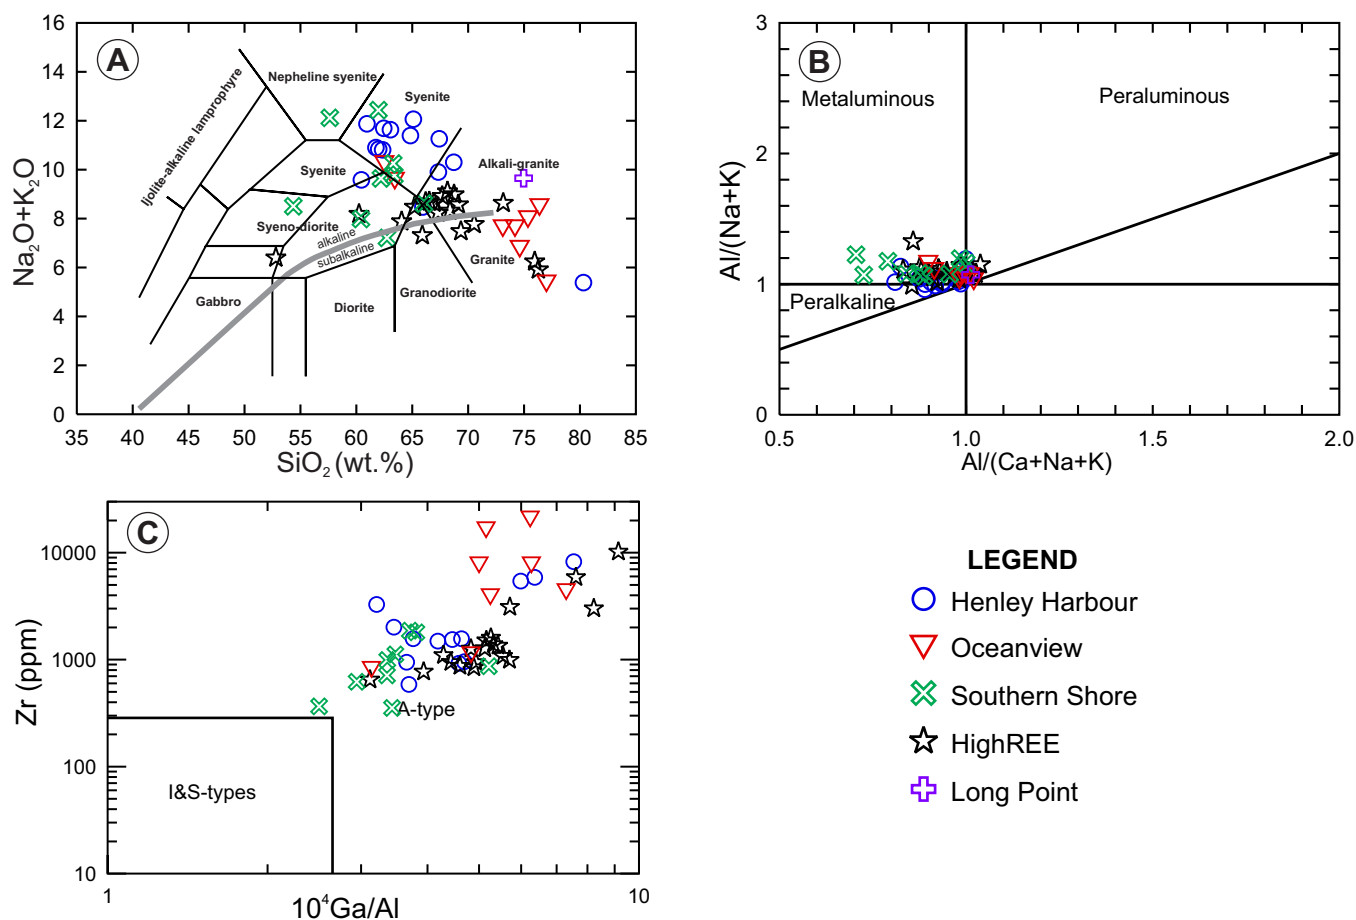 A
16
14
12
10
8
6
4
2
0
Na2O+K2O
35 40 45 50 55 60 65 70 75 80 85
SiO2 (wt.%)
Ijolite-alkaline lamprophyre
Nepheline syenite
Syenite
Syenite
Alkali-granite
Syeno-diorite
alkaline
subalkaline
Gabbro
Diorite
Granodiorite
Granite
B
3
2
1
0
Al/(Na+K)
Metaluminous
Peraluminous
Peralkaline
0.5 1.0 1.5 2.0
Al/(Ca+Na+K)
C
10000
1000
100
10
Zr (ppm)
A-type
I&S-types
1 10
10⁴Ga/Al
LEGEND
Henley Harbour
Oceanview
Southern Shore
HighREE
Long Point